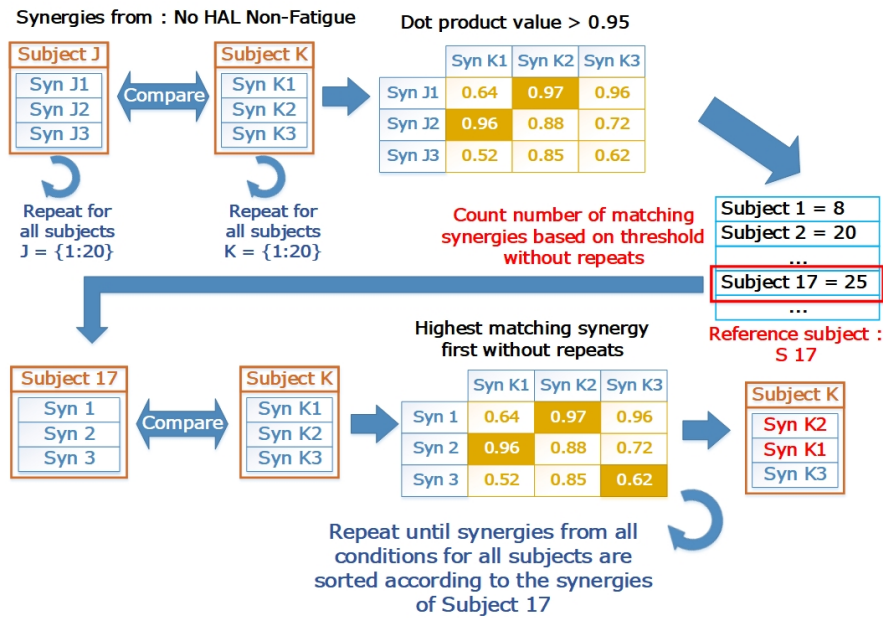 Synergies from : No HAL Non-Fatigue
Dot product value > 0.95
Subject J
Syn J1
Syn J2
Syn J3
Compare
Subject K
Syn K1
Syn K2
Syn K3
Syn K1 Syn K2 Syn K3
Syn J1 0.64 0.97 0.96
Syn J2 0.96 0.88 0.72
Syn J3 0.52 0.85 0.62
Repeat for
all subjects
J = {1:20}
Repeat for
all subjects
K = {1:20}
Count number of matching
synergies based on threshold
without repeats
Subject 1 = 8
Subject 2 = 20
...
Subject 17 = 25
...
Reference subject :
S 17
Highest matching synergy
first without repeats
Subject 17
Syn 1
Syn 2
Syn 3
Compare
Subject K
Syn K1
Syn K2
Syn K3
Syn K1 Syn K2 Syn K3
Syn 1 0.64 0.97 0.96
Syn 2 0.96 0.88 0.72
Syn 3 0.52 0.85 0.62
Subject K
Syn K2
Syn K1
Syn K3
Repeat until synergies from all
conditions for all subjects are
sorted according to the synergies
of Subject 17